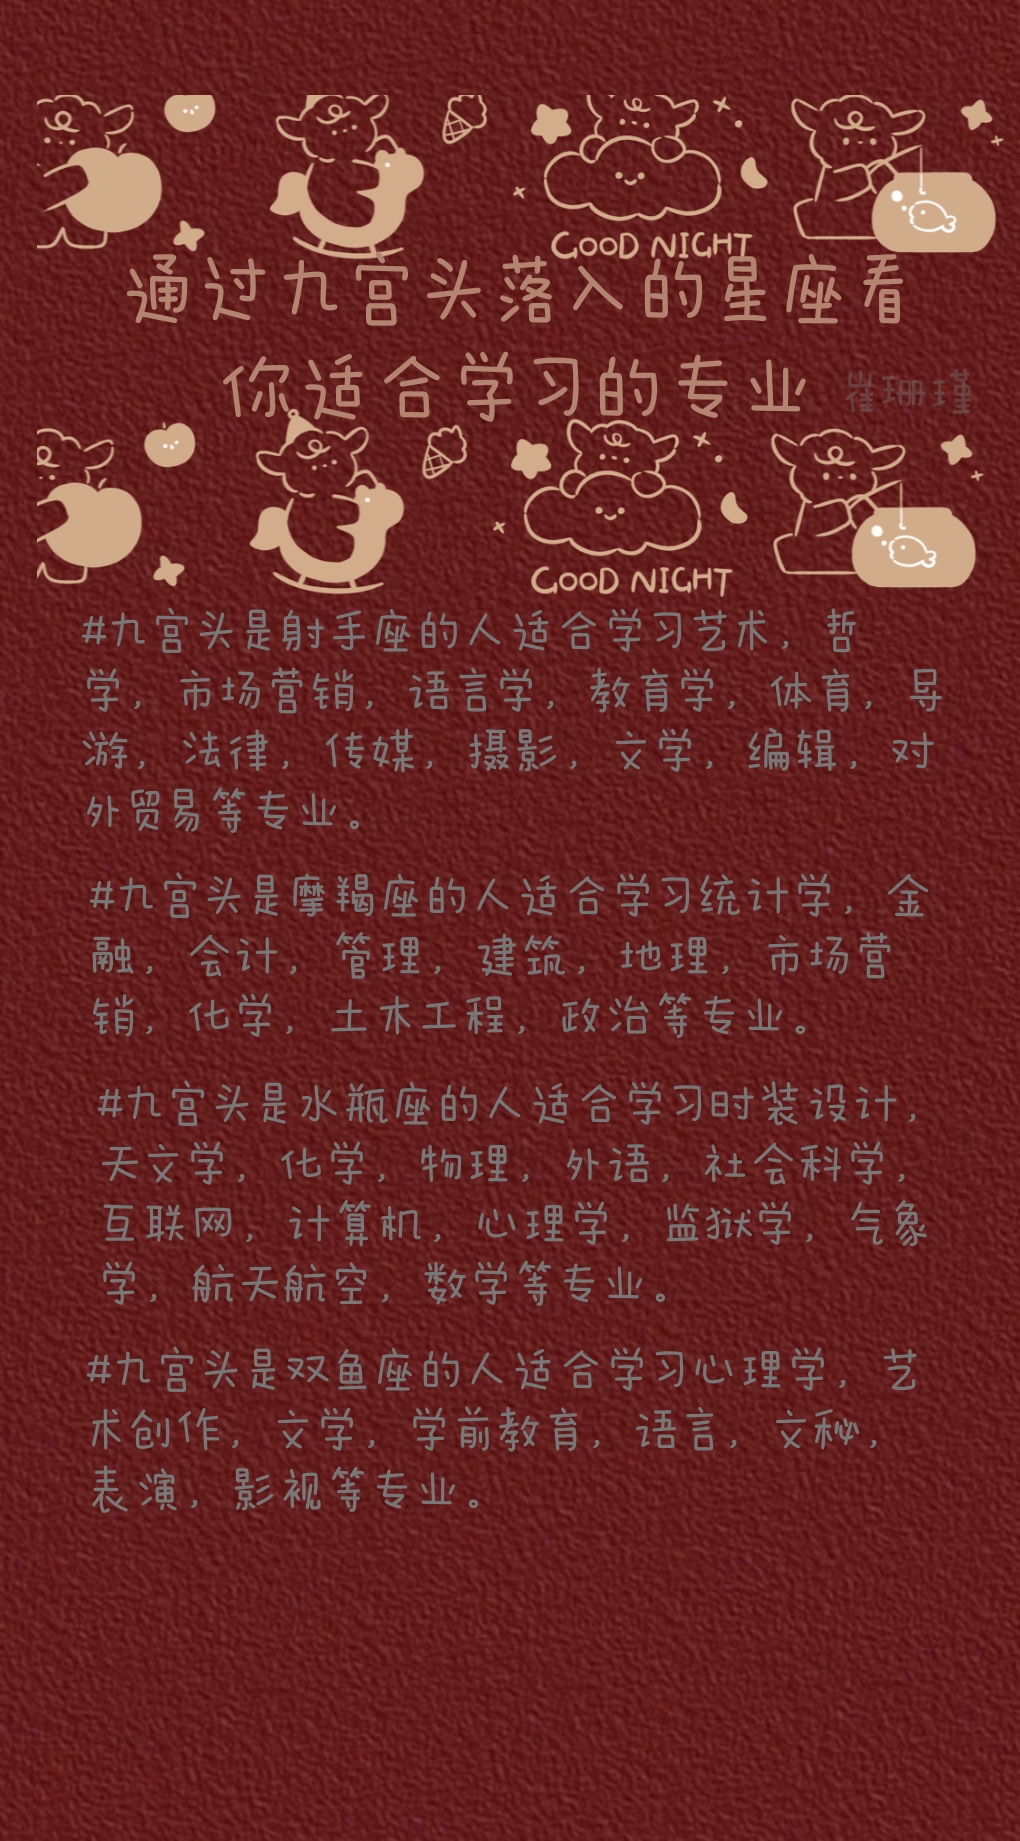 GOOD NIGHT
通过九宫头落入的星座看
你适合学习的专业
崔珊瑾
GOOD NIGHT
#九宫头是射手座的人适合学习艺术，哲
学，市场营销，语言学，教育学，体育，导
游，法律，传媒，摄影，文学，编辑，对
外贸易等专业。
#九宫头是摩羯座的人适合学习统计学，金
融，会计，管理，建筑，地理，市场营
销，化学，土木工程，政治等专业。
#九宫头是水瓶座的人适合学习时装设计，
天文学，化学，物理，外语，社会科学，
互联网，计算机，心理学，监狱学，气象
学，航天航空，数学等专业。
#九宫头是双鱼座的人适合学习心理学，艺
术创作，文学，学前教育，语言，文秘，
表演，影视等专业。